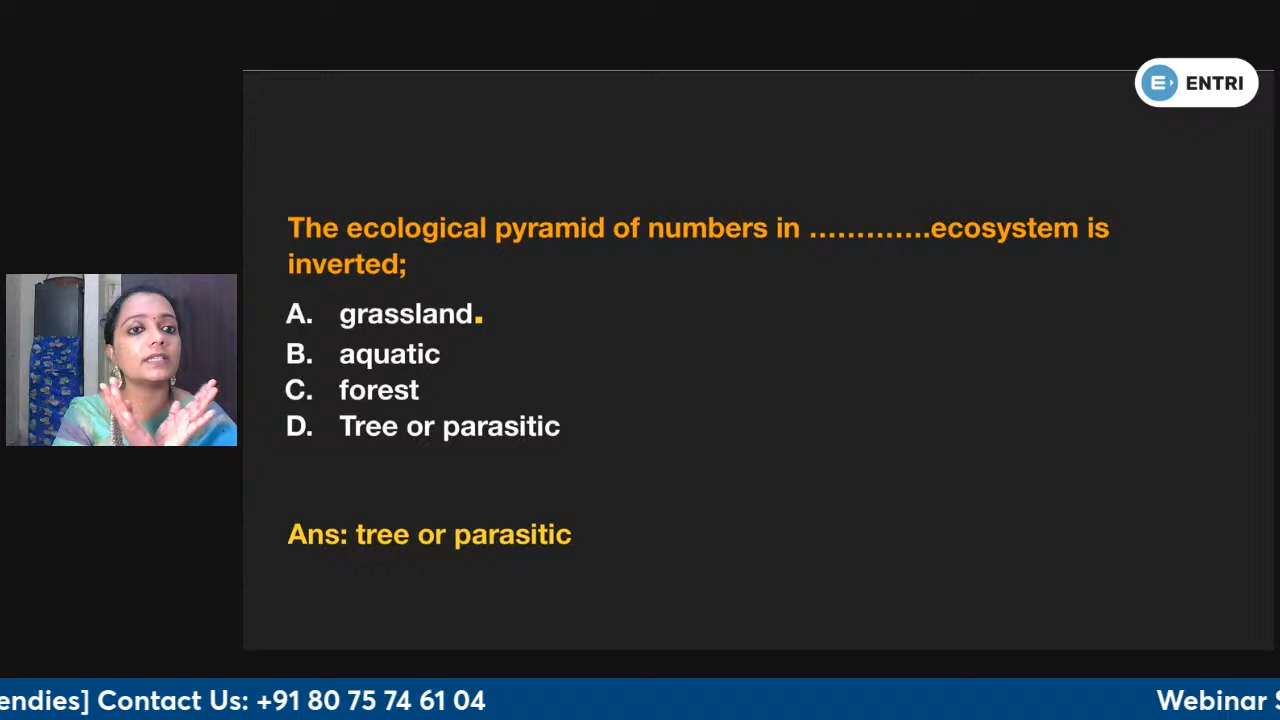 ENTRI
The ecological pyramid of numbers in .............ecosystem is
inverted;
A. grassland.
B. aquatic
C. forest
D. Tree or parasitic
Ans: tree or parasitic
endies] Contact Us: +91 80 75 74 61 04
Webinar S